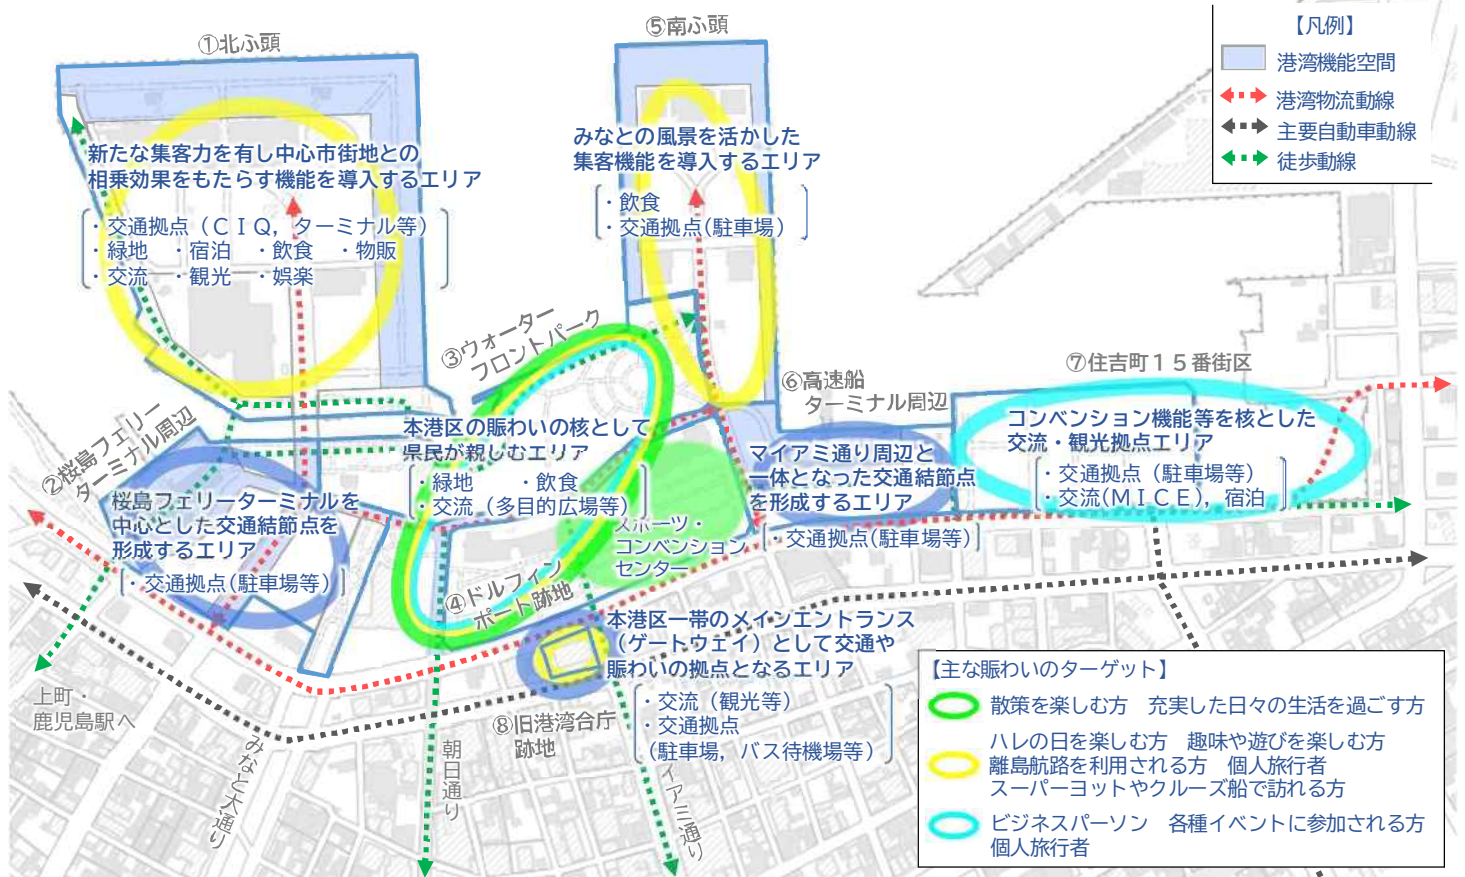 ①北ふ頭
新たな集客力を有し中心市街地との
相乗効果をもたらす機能を導入するエリア
・交通拠点（ＣＩＱ，ターミナル等）
・緑地　・宿泊　・飲食　・物販
・交流　・観光　・娯楽
⑤南ふ頭
みなとの風景を活かした
集客機能を導入するエリア
・飲食
・交通拠点(駐車場)
【凡例】
港湾機能空間
港湾物流動線
主要自動車動線
徒歩動線
③ウォーター
フロントパーク
本港区の賑わいの核として
県民が親しむエリア
・緑地　・飲食
・交流（多目的広場等）
②桜島フェリー
ターミナル周辺
桜島フェリーターミナルを
中心とした交通結節点を
形成するエリア
・交通拠点(駐車場等)
⑥高速船
ターミナル周辺
マイアミ通り周辺と
一体となった交通結節点
を形成するエリア
・交通拠点(駐車場等)
⑦住吉町１５番街区
コンベンション機能等を核とした
交流・観光拠点エリア
・交通拠点（駐車場等）
・交流(ＭＩＣＥ)，宿泊
スポーツ・
コンベンション
センター
④ドルフィン
ポート跡地
本港区一帯のメインエントランス
（ゲートウェイ）として交通や
賑わいの拠点となるエリア
・交流（観光等）
・交通拠点
（駐車場，バス待機場等）
⑧旧港湾合庁
跡地
上町・
鹿児島駅へ
みなと大通り
朝日通り
イアミ通り
【主な賑わいのターゲット】
散策を楽しむ方　充実した日々の生活を過ごす方
ハレの日を楽しむ方　趣味や遊びを楽しむ方
離島航路を利用される方　個人旅行者
スーパーヨットやクルーズ船で訪れる方
ビジネスパーソン　各種イベントに参加される方
個人旅行者